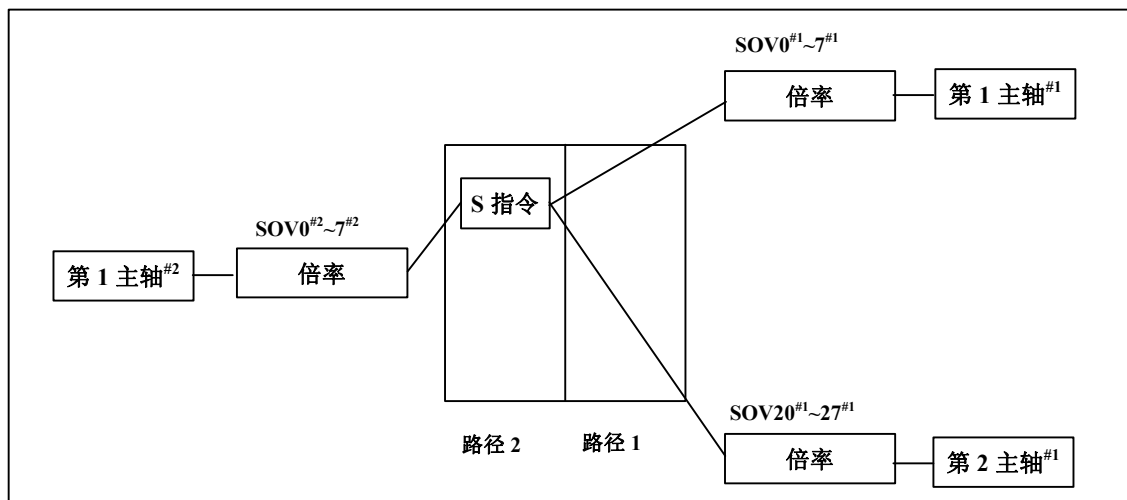 SOV0#1~7#1
倍率
第 1 主轴#1
S 指令
SOV0#2~7#2
第 1 主轴#2
倍率
SOV20#1~27#1
路径 2
路径 1
倍率
第 2 主轴#1